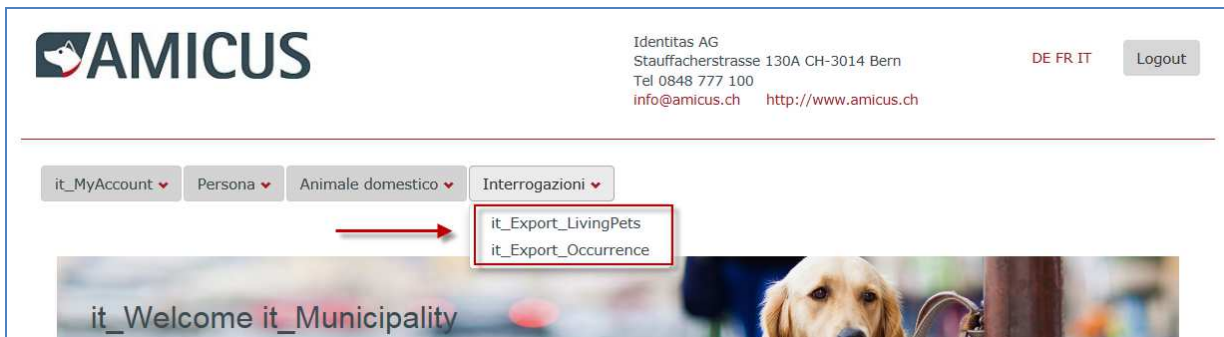 AMICUS
Identitas AG
Stauffacherstrasse 130A CH-3014 Bern
Tel 0848 777 100
info@amicus.ch http://www.amicus.ch
DE FR IT
Logout
it_MyAccount
Persona
Animale domestico
Interrogazioni
it_Export_LivingPets
it_Export_Occurrence
it_Welcome it_Municipality